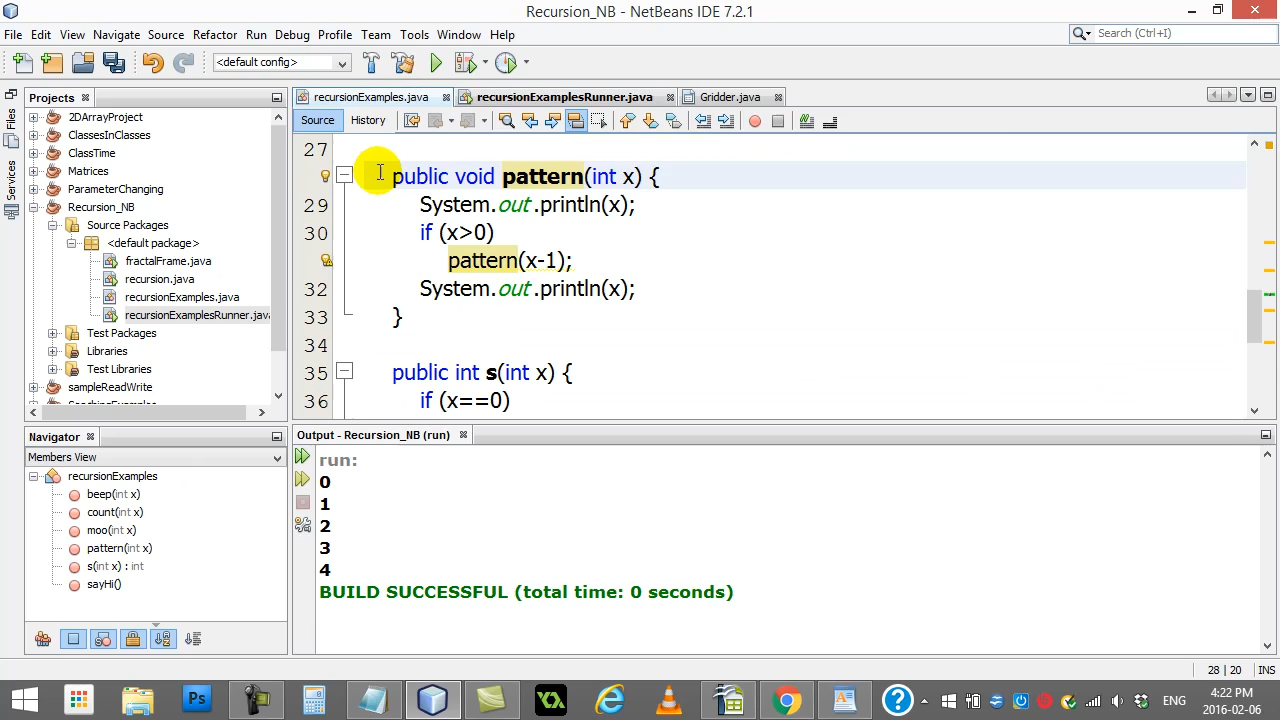 Recursion_NB - NetBeans IDE 7.2.1
File Edit View Navigate Source Refactor Run Debug Profile Team Tools Window Help
Search (Ctrl+I)
<default config>
Files
Services
Projects
2DArrayProject
ClassesInClasses
ClassTime
Matrices
ParameterChanging
Recursion_NB
Source Packages
<default package>
fractalFrame.java
recursion.java
recursionExamples.java
recursionExamplesRunner.java
Test Packages
Libraries
Test Libraries
sampleReadWrite
recursionExamples.java recursionExamplesRunner.java Gridder.java
Source History
27
public void pattern(int x) {
29 System.out.println(x);
30 if (x>0)
pattern(x-1);
32 System.out.println(x);
33 }
34
35 public int s(int x) {
36 if (x==0)
Navigator
Members View
recursionExamples
beep(int x)
count(int x)
moo(int x)
pattern(int x)
s(int x) : int
sayHi()
Output - Recursion_NB (run)
run:
0
1
2
3
4
BUILD SUCCESSFUL (total time: 0 seconds)
28 | 20 INS
Ps
ENG
4:22 PM
2016-02-06